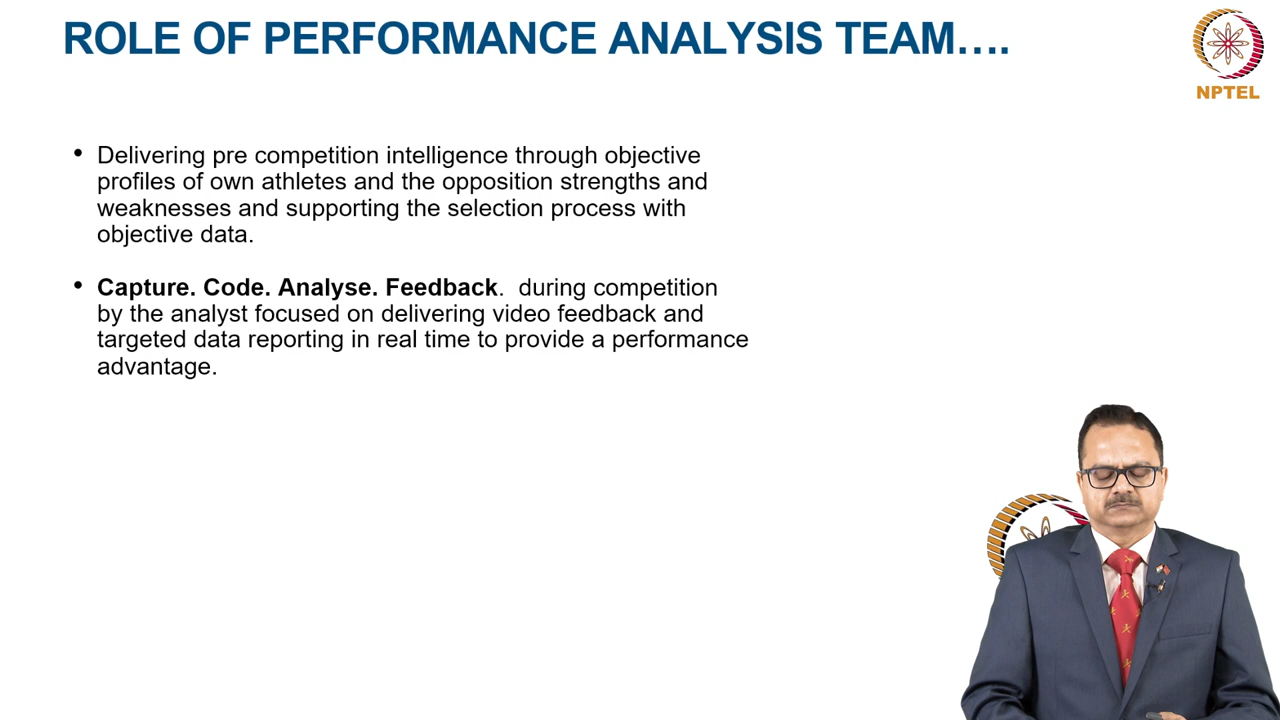 ROLE OF PERFORMANCE ANALYSIS TEAM….
NPTEL
• Delivering pre competition intelligence through objective
profiles of own athletes and the opposition strengths and
weaknesses and supporting the selection process with
objective data.
• Capture. Code. Analyse. Feedback.  during competition
by the analyst focused on delivering video feedback and
targeted data reporting in real time to provide a performance
advantage.